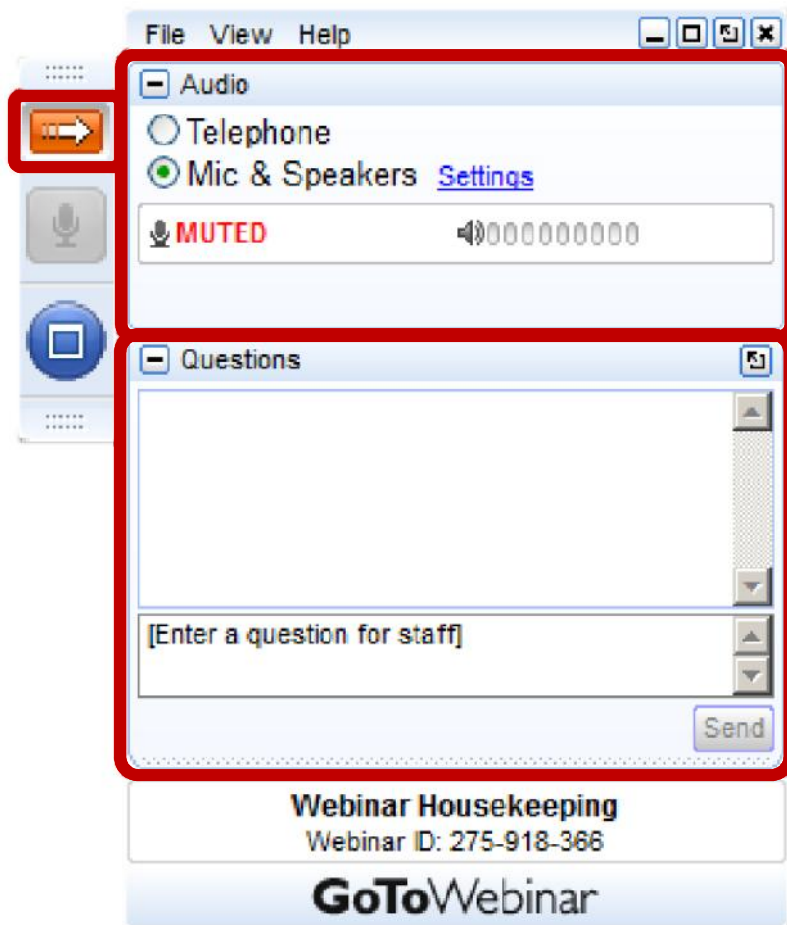 File View Help
Audio
Telephone
Mic & Speakers Settings
MUTED
Questions
[Enter a question for staff]
Send
Webinar Housekeeping
Webinar ID: 275-918-366
GoToWebinar